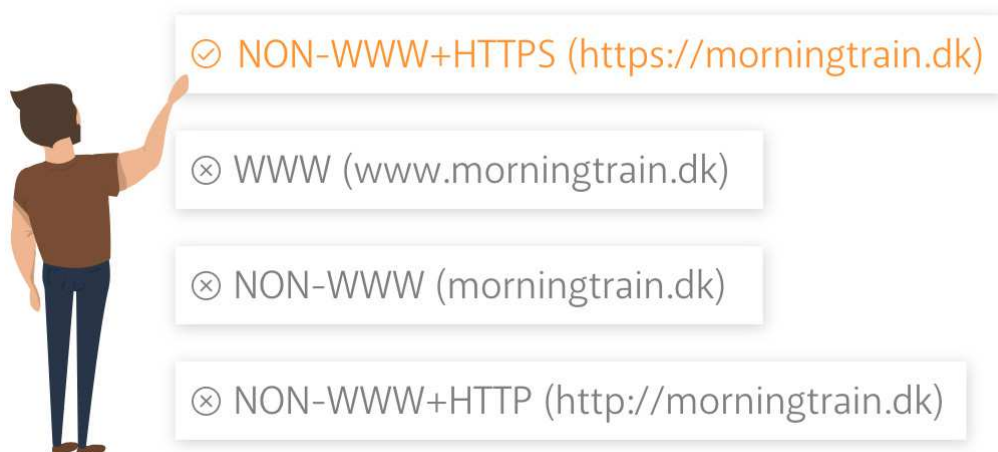 NON-WWW+HTTPS (https://morningtrain.dk)
WWW (www.morningtrain.dk)
NON-WWW (morningtrain.dk)
NON-WWW+HTTP (http://morningtrain.dk)